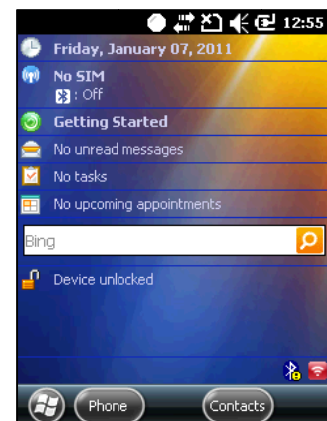 12:55
Friday, January 07, 2011
No SIM
: Off
Getting Started
No unread messages
No tasks
No upcoming appointments
Bing
Device unlocked
Phone
Contacts